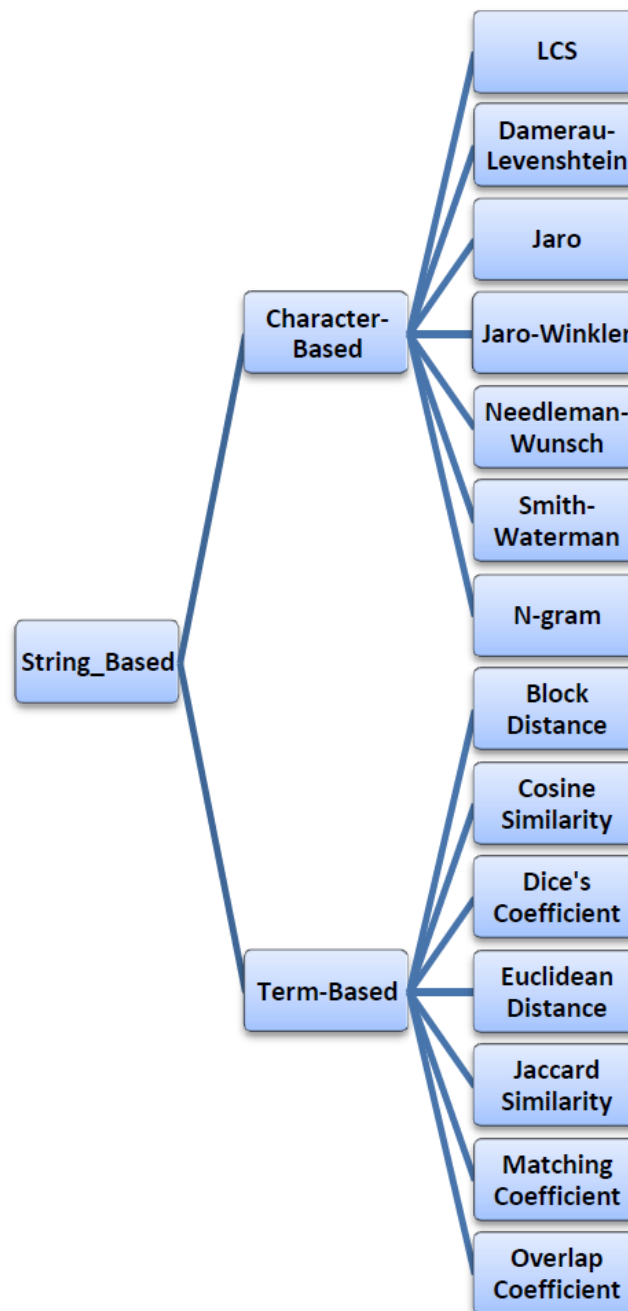 LCS
Damerau-
Levenshtein
Jaro
Character-
Based
Jaro-Winkler
Needleman-
Wunsch
Smith-
Waterman
N-gram
String_Based
Block
Distance
Cosine
Similarity
Dice's
Coefficient
Term-Based
Euclidean
Distance
Jaccard
Similarity
Matching
Coefficient
Overlap
Coefficient